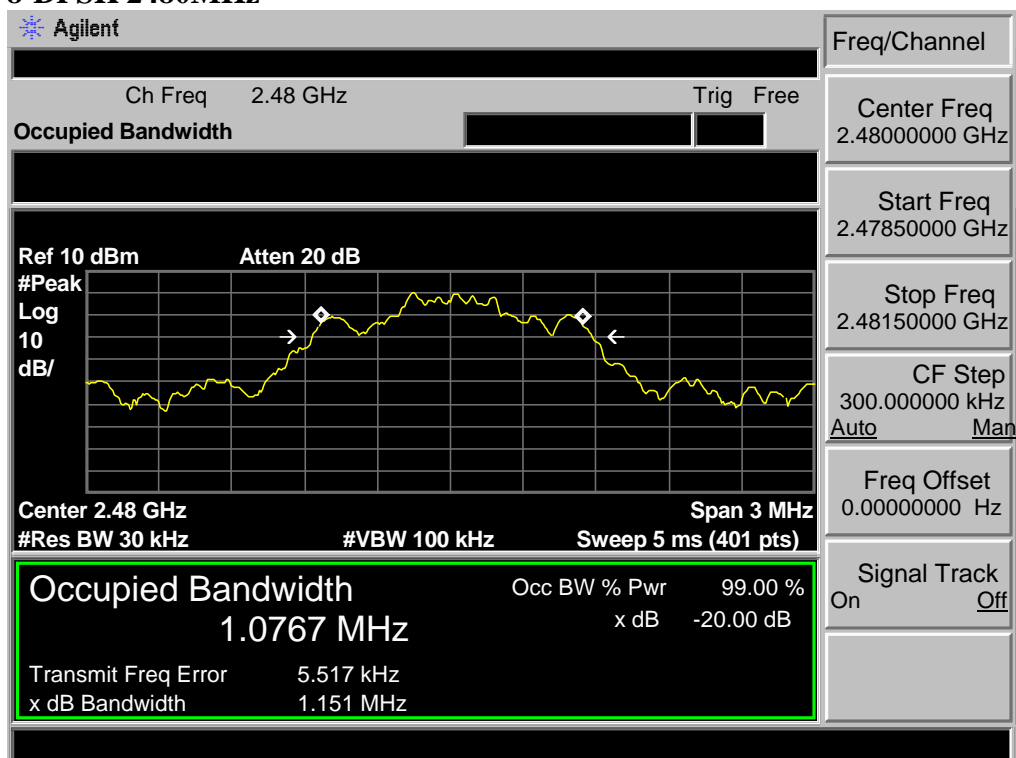 Agilent
Freq/Channel
Ch Freq 2.48 GHz Trig Free
Occupied Bandwidth
Center Freq
2.48000000 GHz
Start Freq
2.47850000 GHz
Ref 10 dBm Atten 20 dB
#Peak
Log
10
dB/
Stop Freq
2.48150000 GHz
CF Step
300.000000 kHz
Auto Man
Freq Offset
0.00000000 Hz
Center 2.48 GHz Span 3 MHz
#Res BW 30 kHz #VBW 100 kHz Sweep 5 ms (401 pts)
Signal Track
On Off
Occupied Bandwidth Occ BW % Pwr 99.00 %
1.0767 MHz x dB -20.00 dB
Transmit Freq Error 5.517 kHz
x dB Bandwidth 1.151 MHz